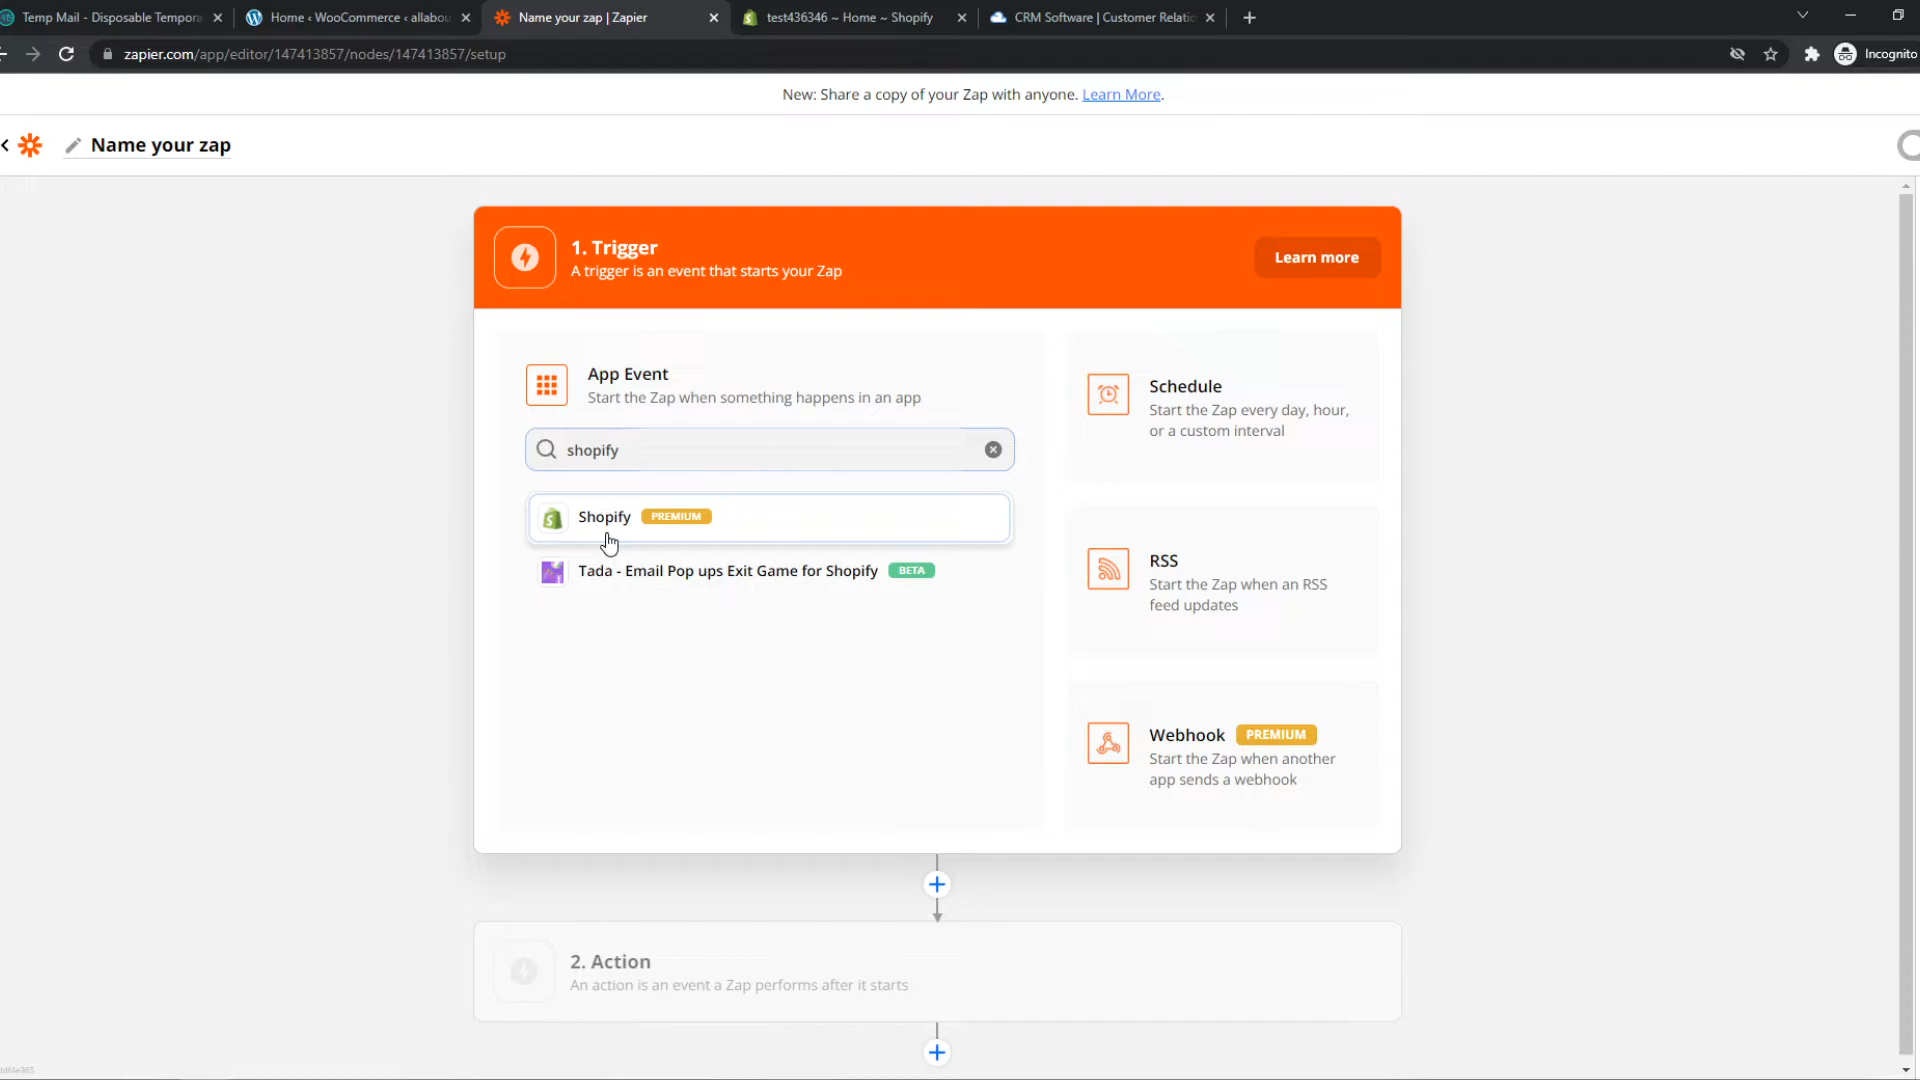 Temp Mail - Disposable Tempora
Home ‹ WooCommerce ‹ allabou
Name your zap | Zapier
test436346 ~ Home ~ Shopify
CRM Software | Customer Relatio
zapier.com/app/editor/147413857/nodes/147413857/setup
Incognito
New: Share a copy of your Zap with anyone. Learn More.
Name your zap
1. Trigger
A trigger is an event that starts your Zap
Learn more
App Event
Start the Zap when something happens in an app
shopify
Shopify PREMIUM
Tada - Email Pop ups Exit Game for Shopify BETA
Schedule
Start the Zap every day, hour,
or a custom interval
RSS
Start the Zap when an RSS
feed updates
Webhook PREMIUM
Start the Zap when another
app sends a webhook
2. Action
An action is an event a Zap performs after it starts